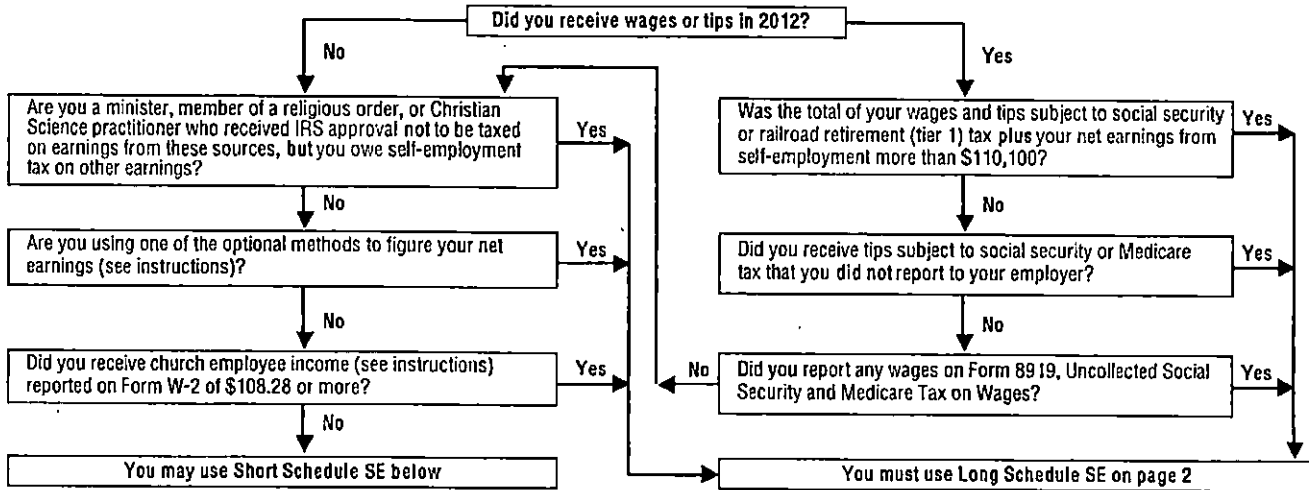 Did you receive wages or tips in 2012?
No
Yes
Are you a minister, member of a religious order, or Christian
Science practitioner who received IRS approval not to be taxed
on earnings from these sources, but you owe self-employment
tax on other earnings?
Yes
No
Are you using one of the optional methods to figure your net
earnings (see instructions)?
Yes
No
Did you receive church employee income (see instructions)
reported on Form W-2 of $108.28 or more?
Yes
No
You may use Short Schedule SE below
Was the total of your wages and tips subject to social security
or railroad retirement (tier 1) tax plus your net earnings from
self-employment more than $110,100?
Yes
No
Did you receive tips subject to social security or Medicare
tax that you did not report to your employer?
Yes
No
No
Did you report any wages on Form 8919, Uncollected Social
Security and Medicare Tax on Wages?
Yes
You must use Long Schedule SE on page 2